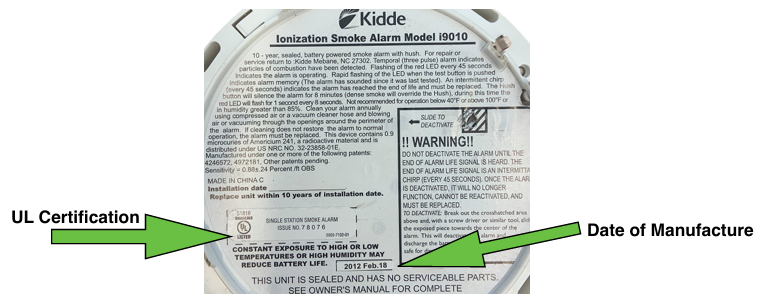 Kidde
Ionization Smoke Alarm Model i9010
10 - year, sealed, battery powered smoke alarm with hush. For repair or
service return to :Kidde Mebane, NC 27302. Temporal (three pulse) alarm indicates
particles of combustion have been detected. Flashing of the red LED every 45 seconds
Indicates the alarm is operating. Rapid flashing of the LED when the test button is pushed
indicates alarm memory (The alarm has sounded since it was last tested). An intermittent chirp
(every 45 seconds) indicates the alarm has reached the end of life and must be replaced. The Hush
button will silence the alarm for 8 minutes (dense smoke will override the Hush), during this time the
red LED will flash for 1 second every 8 seconds. Not recommended for operation below 40°F or above 100°F or
in humidity greater than 85%. Clean your alarm annually
using compressed air or a vacuum cleaner hose and blowing
air or vacuuming through the openings around the perimeter of
the alarm. If cleaning does not restore the alarm to normal
operation, the alarm must be replaced. This device contains 0.9
microcuries of Americium 241, a radioactive material and is
distributed under US NRC NO. 32-23858-01E.
Manufactured under one or more of the following patents:
4246572, 4972181, Other patents pending.
Sensitivity = 0.88±.24 Percent /ft OBS
MADE IN CHINA C
Installation date
Replace unit within 10 years of installation date.
SLIDE TO
DEACTIVATE
!! WARNING!!
DO NOT DEACTIVATE THE ALARM UNTIL THE
END OF ALARM LIFE SIGNAL IS HEARD. THE
END OF ALARM LIFE SIGNAL IS AN INTERMITTA
CHIRP (EVERY 45 SECONDS). ONCE THE ALAR
IS DEACTIVATED, IT WILL NO LONGER
FUNCTION, CANNOT BE REACTIVATED, AND
MUST BE REPLACED.
TO DEACTIVATE: Break out the crosshatched area
above and, with a screw driver or similar tool, slide
the exposed piece towards the center of the
alarm. This will deactivate alarm and
discharge the
safe for
UL Certification
UL
LISTED
SINGLE STATION SMOKE ALARM
ISSUE NO. 78076
CONSTANT EXPOSURE TO HIGH OR LOW
TEMPERATURES OR HIGH HUMIDITY MAY
REDUCE BATTERY LIFE.
2012 Feb.18
Date of Manufacture
THIS UNIT IS SEALED AND HAS NO SERVICEABLE PARTS.
SEE OWNER'S MANUAL FOR COMPLETE